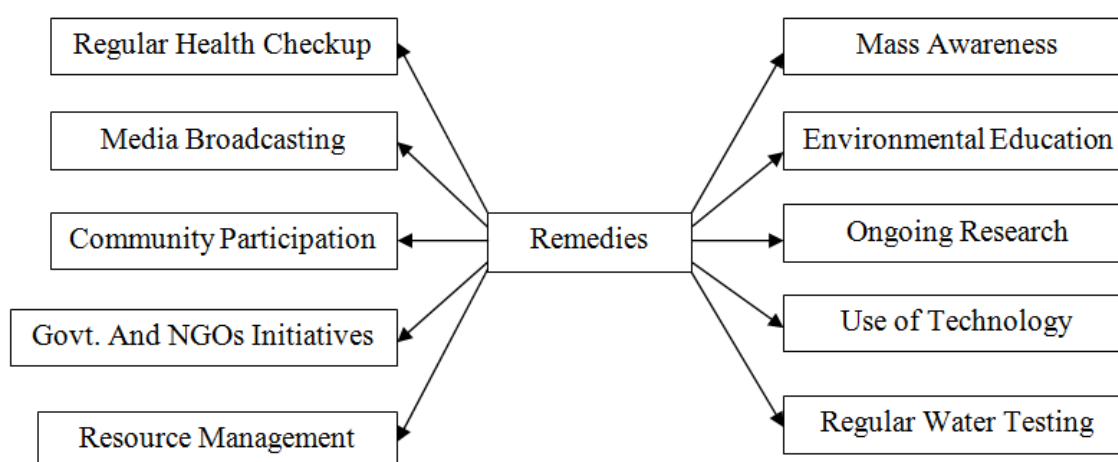 Regular Health Checkup
Mass Awareness
Media Broadcasting
Environmental Education
Community Participation
Remedies
Ongoing Research
Govt. And NGOs Initiatives
Use of Technology
Resource Management
Regular Water Testing